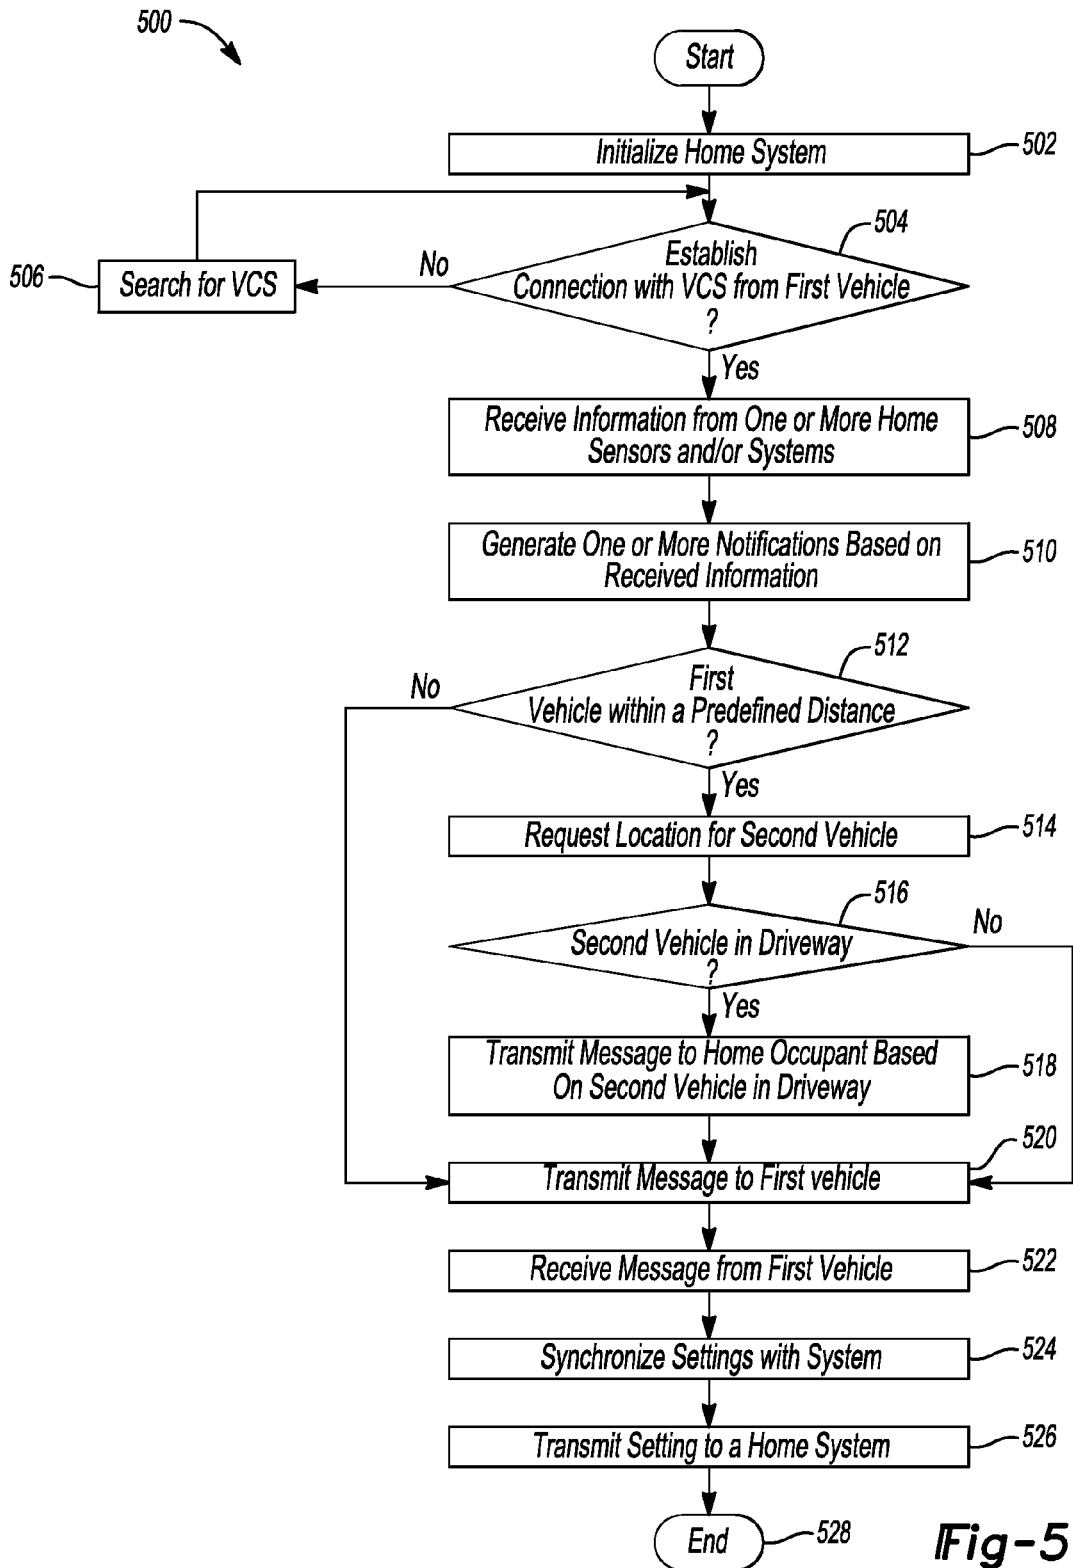 500
Start
Initialize Home System
502
504
Establish
Connection with VCS from First Vehicle
?
No
506
Search for VCS
Yes
Receive Information from One or More Home
Sensors and/or Systems
508
Generate One or More Notifications Based on
Received Information
510
512
First
Vehicle within a Predefined Distance
?
No
Yes
Request Location for Second Vehicle
514
516
Second Vehicle in Driveway
?
No
Yes
Transmit Message to Home Occupant Based
On Second Vehicle in Driveway
518
520
Transmit Message to First vehicle
Receive Message from First Vehicle
522
Synchronize Settings with System
524
Transmit Setting to a Home System
526
End
528
Fig-5